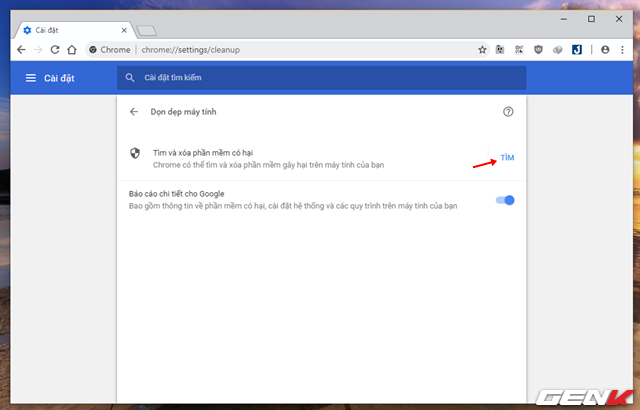 Cài đặt
Chrome
chrome://settings/cleanup
Cài đặt
Cài đặt tìm kiếm
Dọn dẹp máy tính
Tìm và xóa phần mềm có hại
Chrome có thể tìm và xóa phần mềm gây hại trên máy tính của bạn
TÌM
Báo cáo chi tiết cho Google
Bao gồm thông tin về phần mềm có hại, cài đặt hệ thống và các quy trình trên máy tính của bạn
GENK